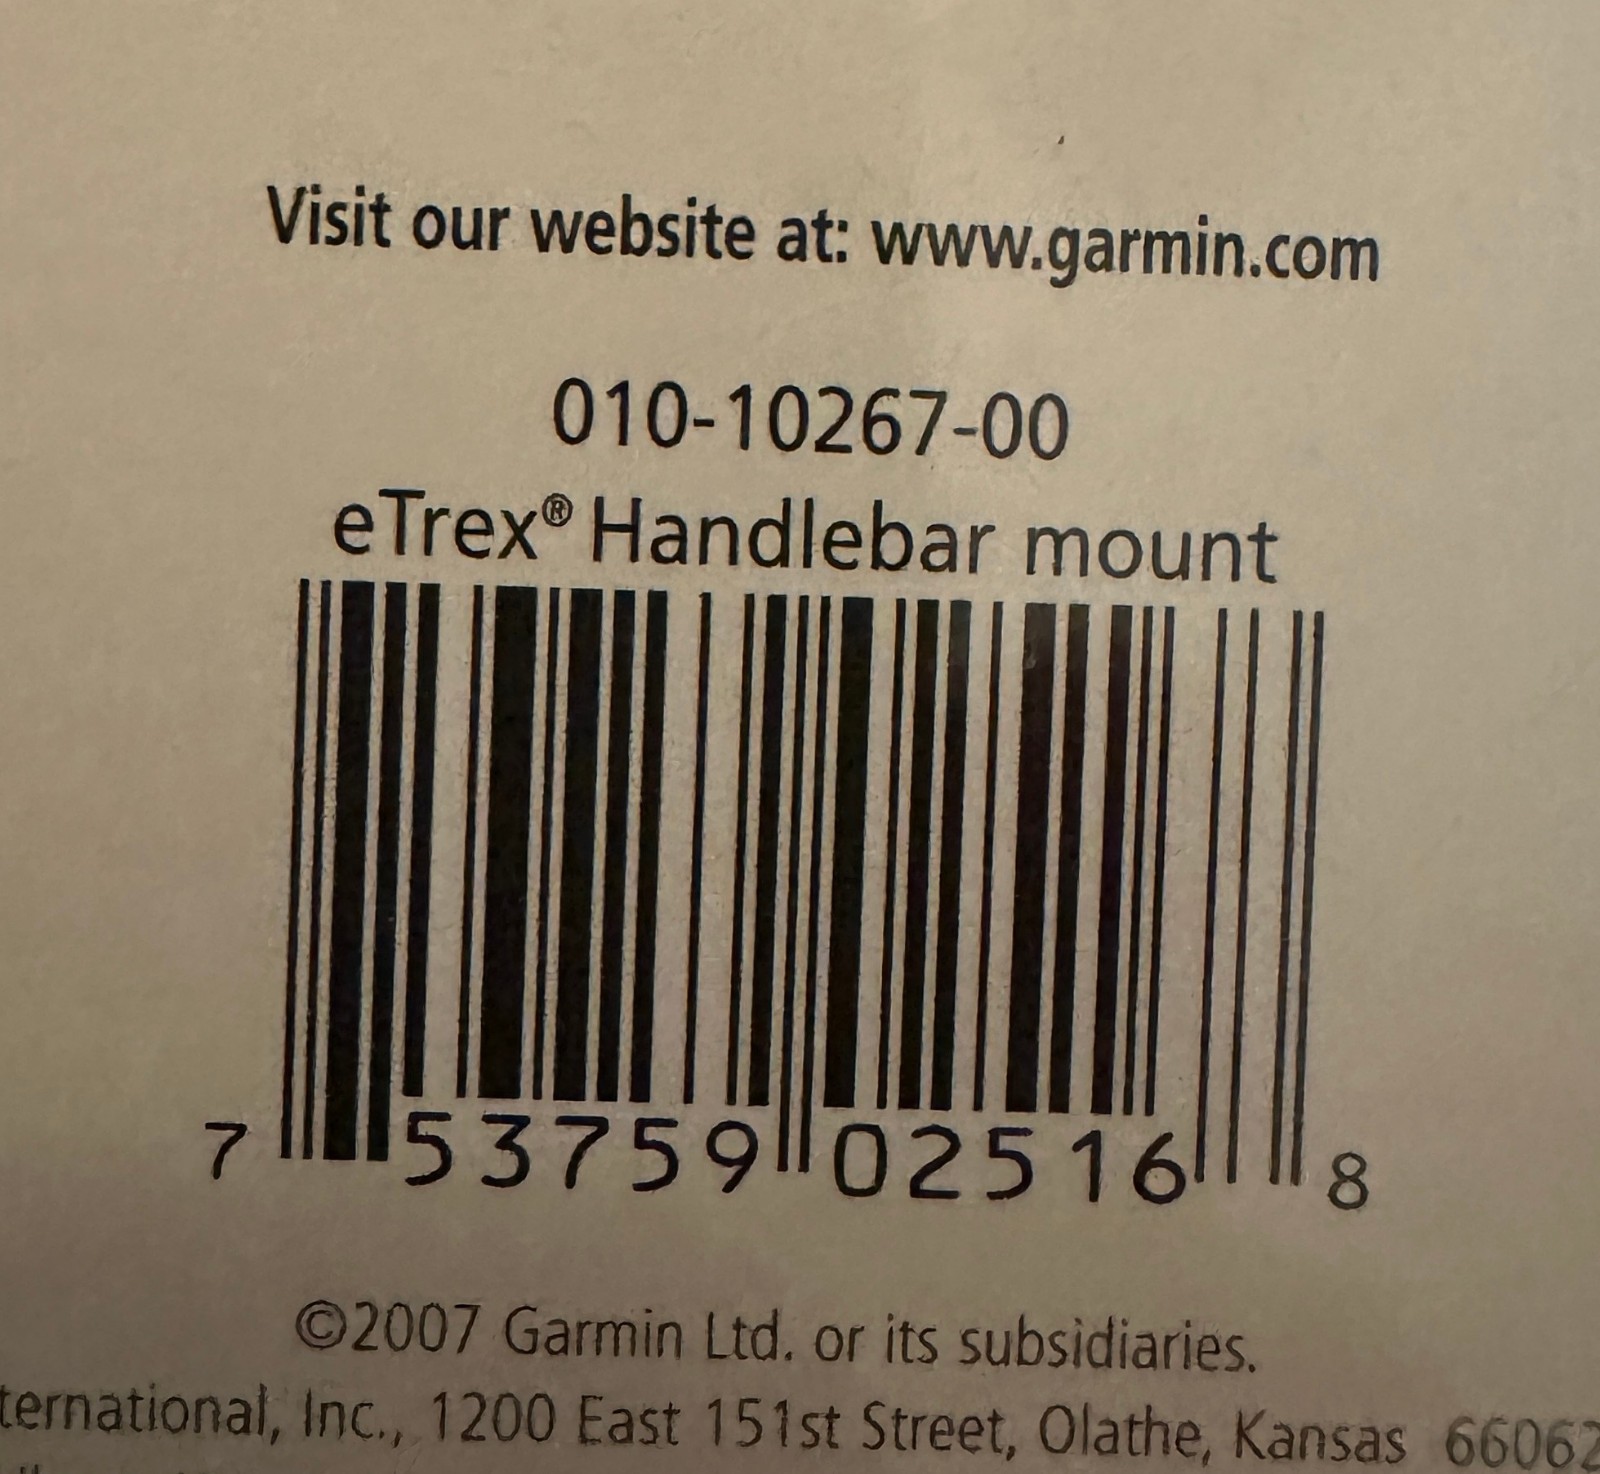 Visit our website at: www.garmin.com
010-10267-00
eTrex® Handlebar mount
7 53759 02516 8
©2007 Garmin Ltd. or its subsidiaries.
Inc., 1200 East 151st Street, Olathe, Kansas 66062